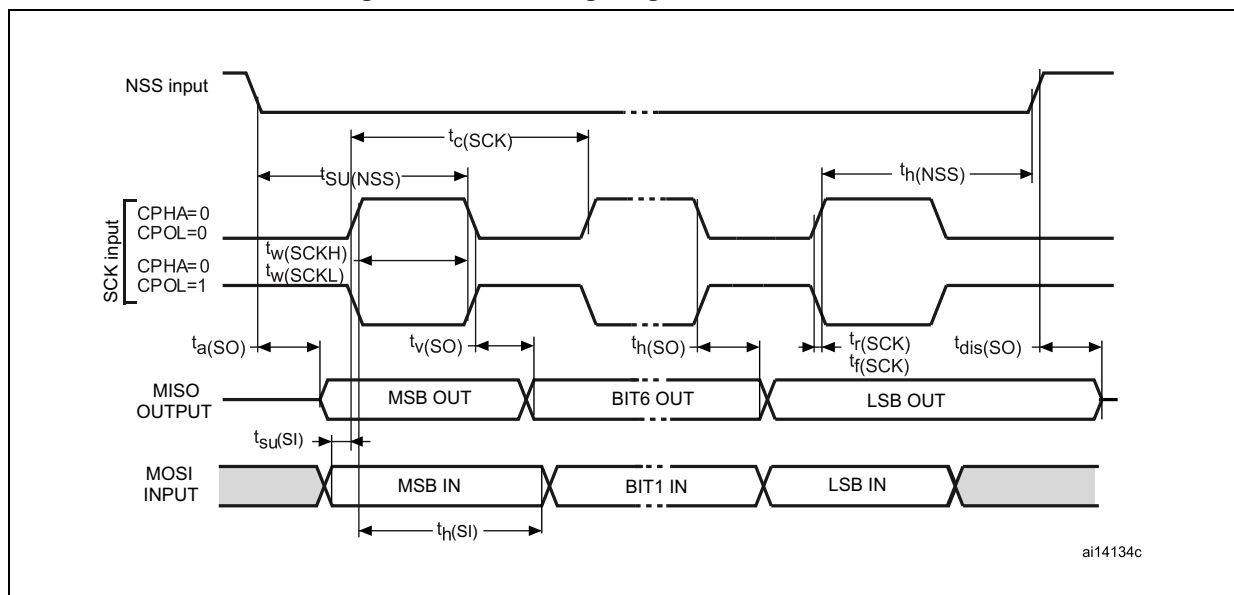 NSS input
tc(SCK)
tSU(NSS)
th(NSS)
SCK input
CPHA=0
CPOL=0
tw(SCKH)
CPHA=0
tw(SCKL)
CPOL=1
ta(SO)
tv(SO)
th(SO)
tr(SCK)
tf(SCK)
tdis(SO)
MISO
OUTPUT
MSB OUT
BIT6 OUT
LSB OUT
tsu(SI)
MOSI
INPUT
MSB IN
BIT1 IN
LSB IN
th(SI)
ai14134c